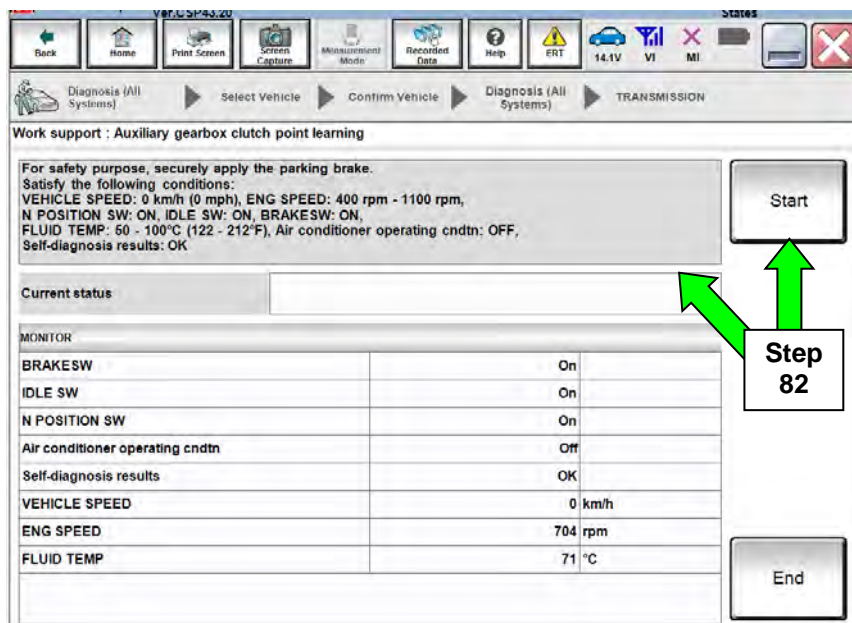 Ver.CSP43.20 States
Back Home Print Screen Screen Capture Measurement Mode Recorded Data Help ERT 14.1V VI MI
Diagnosis (All Systems) Select Vehicle Confirm Vehicle Diagnosis (All Systems) TRANSMISSION
Work support : Auxiliary gearbox clutch point learning
For safety purpose, securely apply the parking brake.
Satisfy the following conditions:
VEHICLE SPEED: 0 km/h (0 mph), ENG SPEED: 400 rpm - 1100 rpm,
N POSITION SW: ON, IDLE SW: ON, BRAKESW: ON,
FLUID TEMP: 50 - 100°C (122 - 212°F), Air conditioner operating cndtn: OFF,
Self-diagnosis results: OK
Start
Current status
MONITOR
BRAKESW On
IDLE SW On
N POSITION SW On
Air conditioner operating cndtn Off
Self-diagnosis results OK
VEHICLE SPEED 0 km/h
ENG SPEED 704 rpm
FLUID TEMP 71 °C
Step
82
End